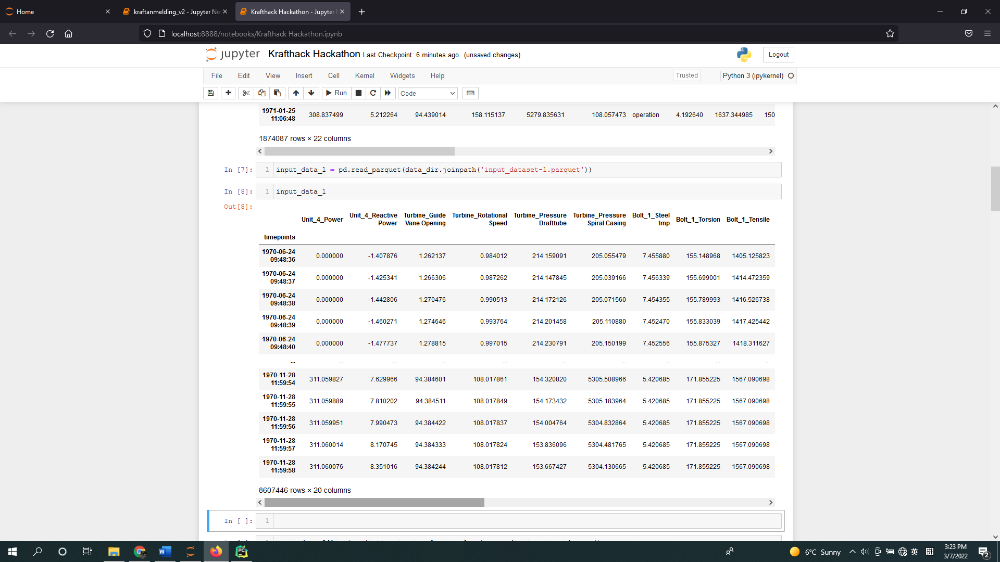 Home
kraftanmelding_v2 - Jupyter No
Krafthack Hackathon - Jupyter
localhost:8888/notebooks/Krafthack Hackathon.ipynb
jupyter Krafthack Hackathon Last Checkpoint: 6 minutes ago (unsaved changes)
Logout
File Edit View Insert Cell Kernel Widgets Help
Trusted
Python 3 (ipykernel)
Run
Code
1971-01-25 11:06:48 308.837499 5.212264 94.439014 158.115137 5279.835631 108.057473 operation 4.192640 1637.344985 150
1874087 rows × 22 columns
In [7]: 1 input_data_1 = pd.read_parquet(data_dir.joinpath('input_dataset-1.parquet'))
In [8]: 1 input_data_1
Out[8]:
Unit_4_Power Unit_4_Reactive Power Turbine_Guide Vane Opening Turbine_Rotational Speed Turbine_Pressure Drafttube Turbine_Pressure Spiral Casing Bolt_1_Steel tmp Bolt_1_Torsion Bolt_1_Tensile
timepoints
1970-06-24 09:48:36 0.000000 -1.407876 1.262137 0.984012 214.159091 205.055479 7.455880 155.148968 1405.125823
1970-06-24 09:48:37 0.000000 -1.425341 1.266306 0.987262 214.147845 205.039166 7.456339 155.699001 1414.472359
1970-06-24 09:48:38 0.000000 -1.442806 1.270476 0.990513 214.172126 205.071560 7.454355 155.789993 1416.526738
1970-06-24 09:48:39 0.000000 -1.460271 1.274646 0.993764 214.201458 205.110880 7.452470 155.833039 1417.425442
1970-06-24 09:48:40 0.000000 -1.477737 1.278815 0.997015 214.230791 205.150199 7.452556 155.875327 1418.311627
... ... ... ... ... ... ... ... ... ...
1970-11-28 11:59:54 311.059827 7.629966 94.384601 108.017861 154.320820 5305.508966 5.420685 171.855225 1567.090698
1970-11-28 11:59:55 311.059889 7.810202 94.384511 108.017849 154.173432 5305.183964 5.420685 171.855225 1567.090698
1970-11-28 11:59:56 311.059951 7.990473 94.384422 108.017837 154.004764 5304.832864 5.420685 171.855225 1567.090698
1970-11-28 11:59:57 311.060014 8.170745 94.384333 108.017824 153.836096 5304.481765 5.420685 171.855225 1567.090698
1970-11-28 11:59:58 311.060076 8.351016 94.384244 108.017812 153.667427 5304.130665 5.420685 171.855225 1567.090698
8607446 rows × 20 columns
In [ ]: 1
6°C Sunny
英
拼
3:23 PM
3/7/2022
2